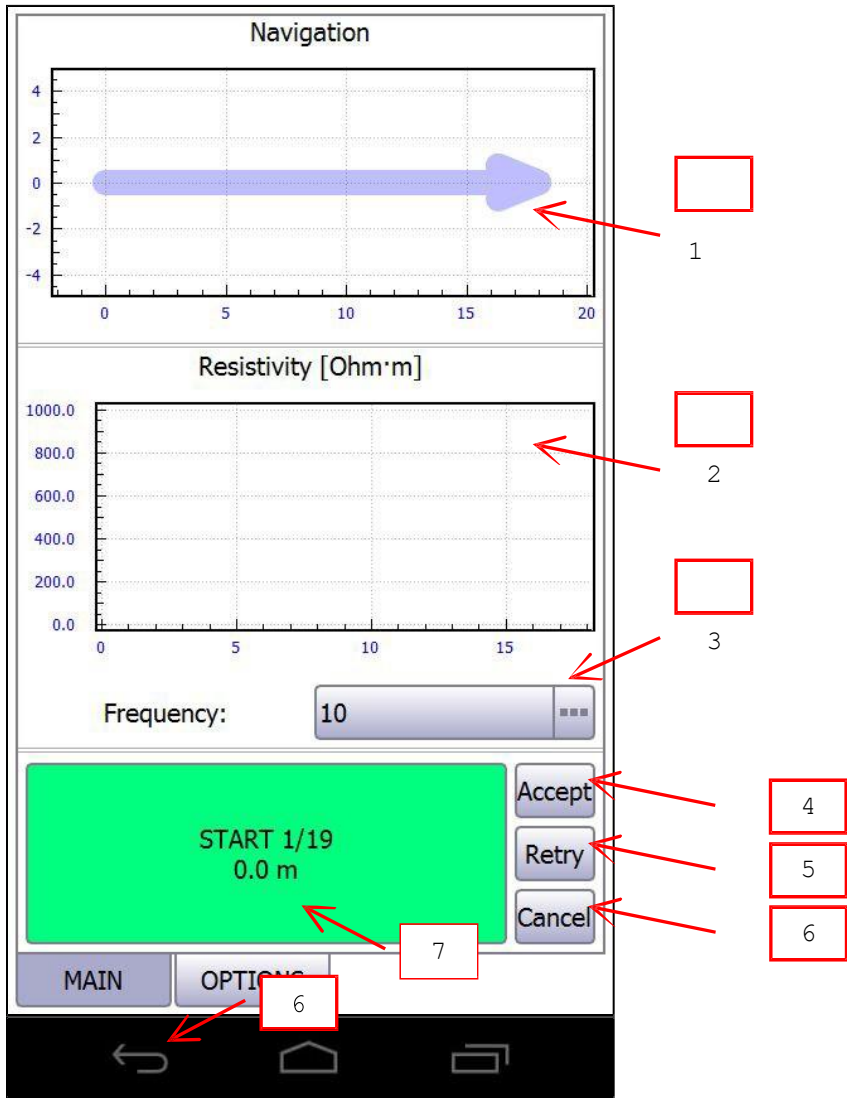 Navigation
4
2
0
-2
-4
0 5 10 15 20
1
Resistivity [Ohm·m]
1000.0
800.0
600.0
400.0
200.0
0.0
0 5 10 15
2
3
Frequency: 10
START 1/19
0.0 m
Accept 4
Retry 5
Cancel 6
7
MAIN OPTIONS
6